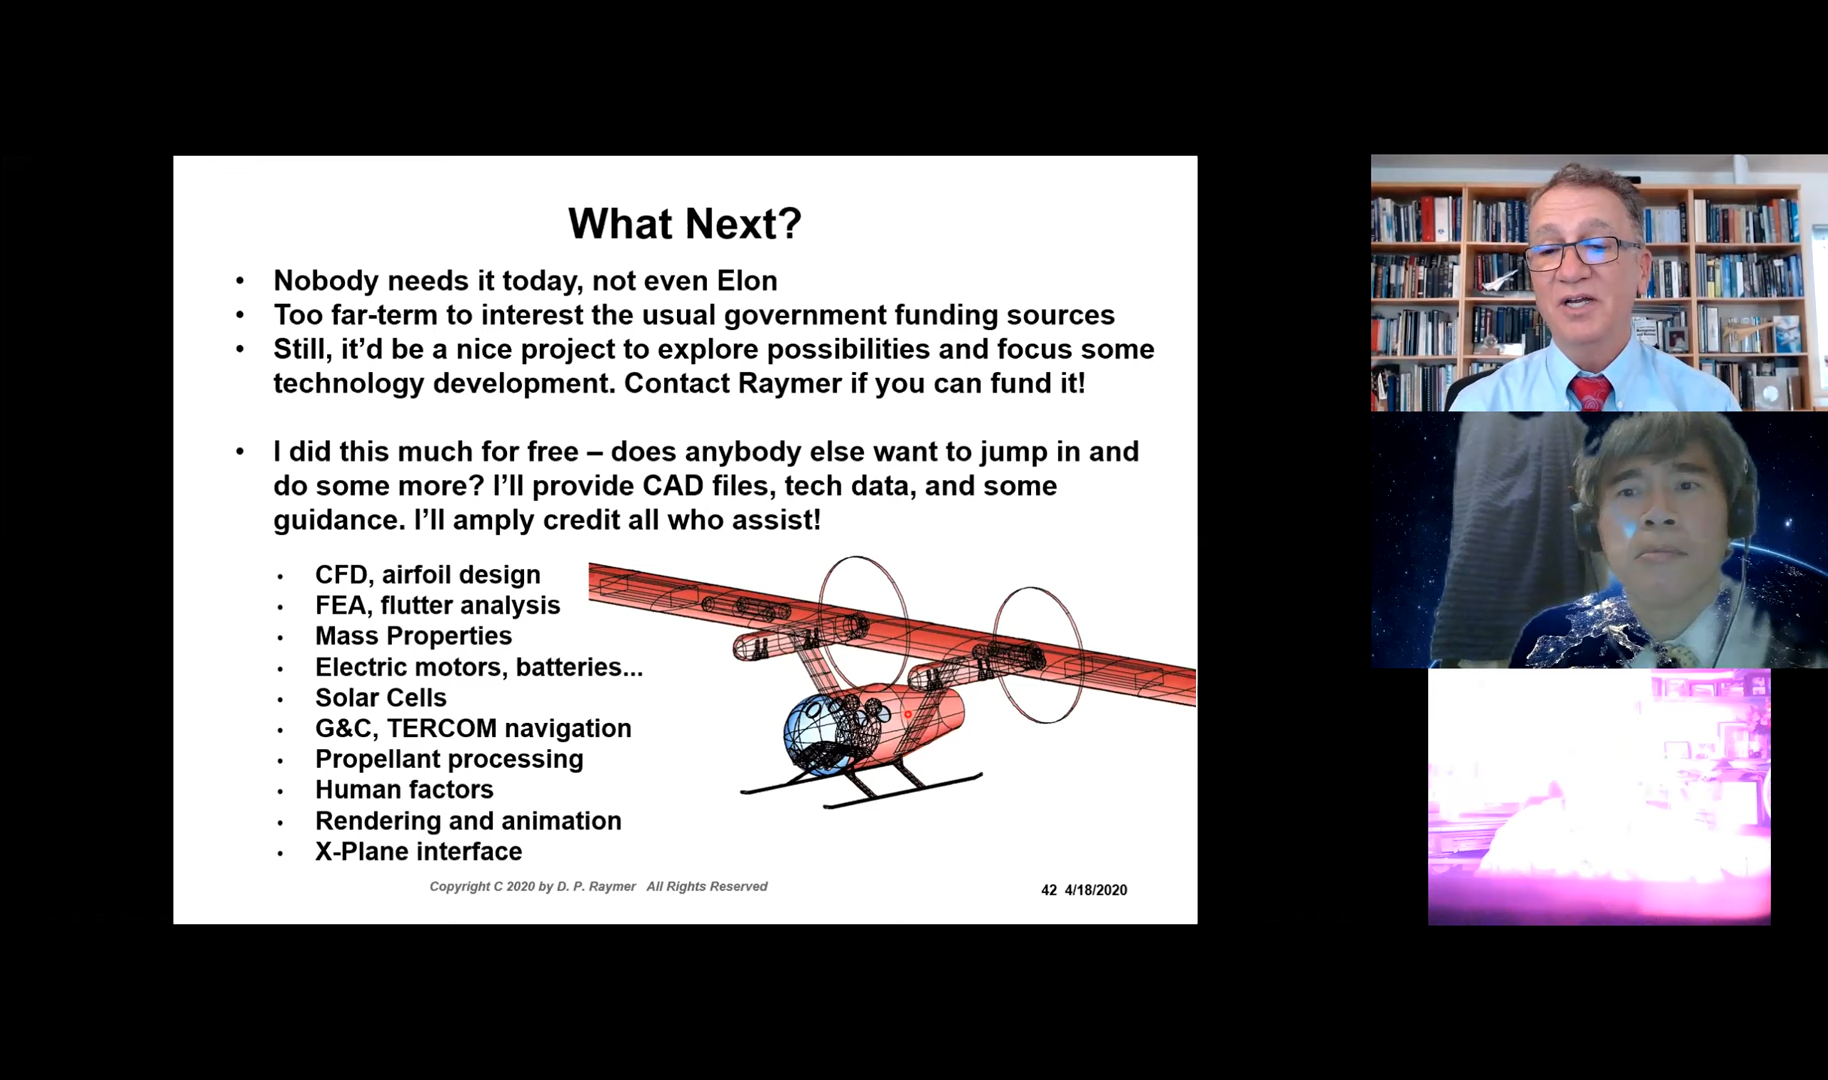 What Next?
• Nobody needs it today, not even Elon
• Too far-term to interest the usual government funding sources
• Still, it’d be a nice project to explore possibilities and focus some
technology development. Contact Raymer if you can fund it!
• I did this much for free – does anybody else want to jump in and
do some more? I’ll provide CAD files, tech data, and some
guidance. I’ll amply credit all who assist!
• CFD, airfoil design
• FEA, flutter analysis
• Mass Properties
• Electric motors, batteries...
• Solar Cells
• G&C, TERCOM navigation
• Propellant processing
• Human factors
• Rendering and animation
• X-Plane interface
Copyright C 2020 by D. P. Raymer All Rights Reserved
42 4/18/2020